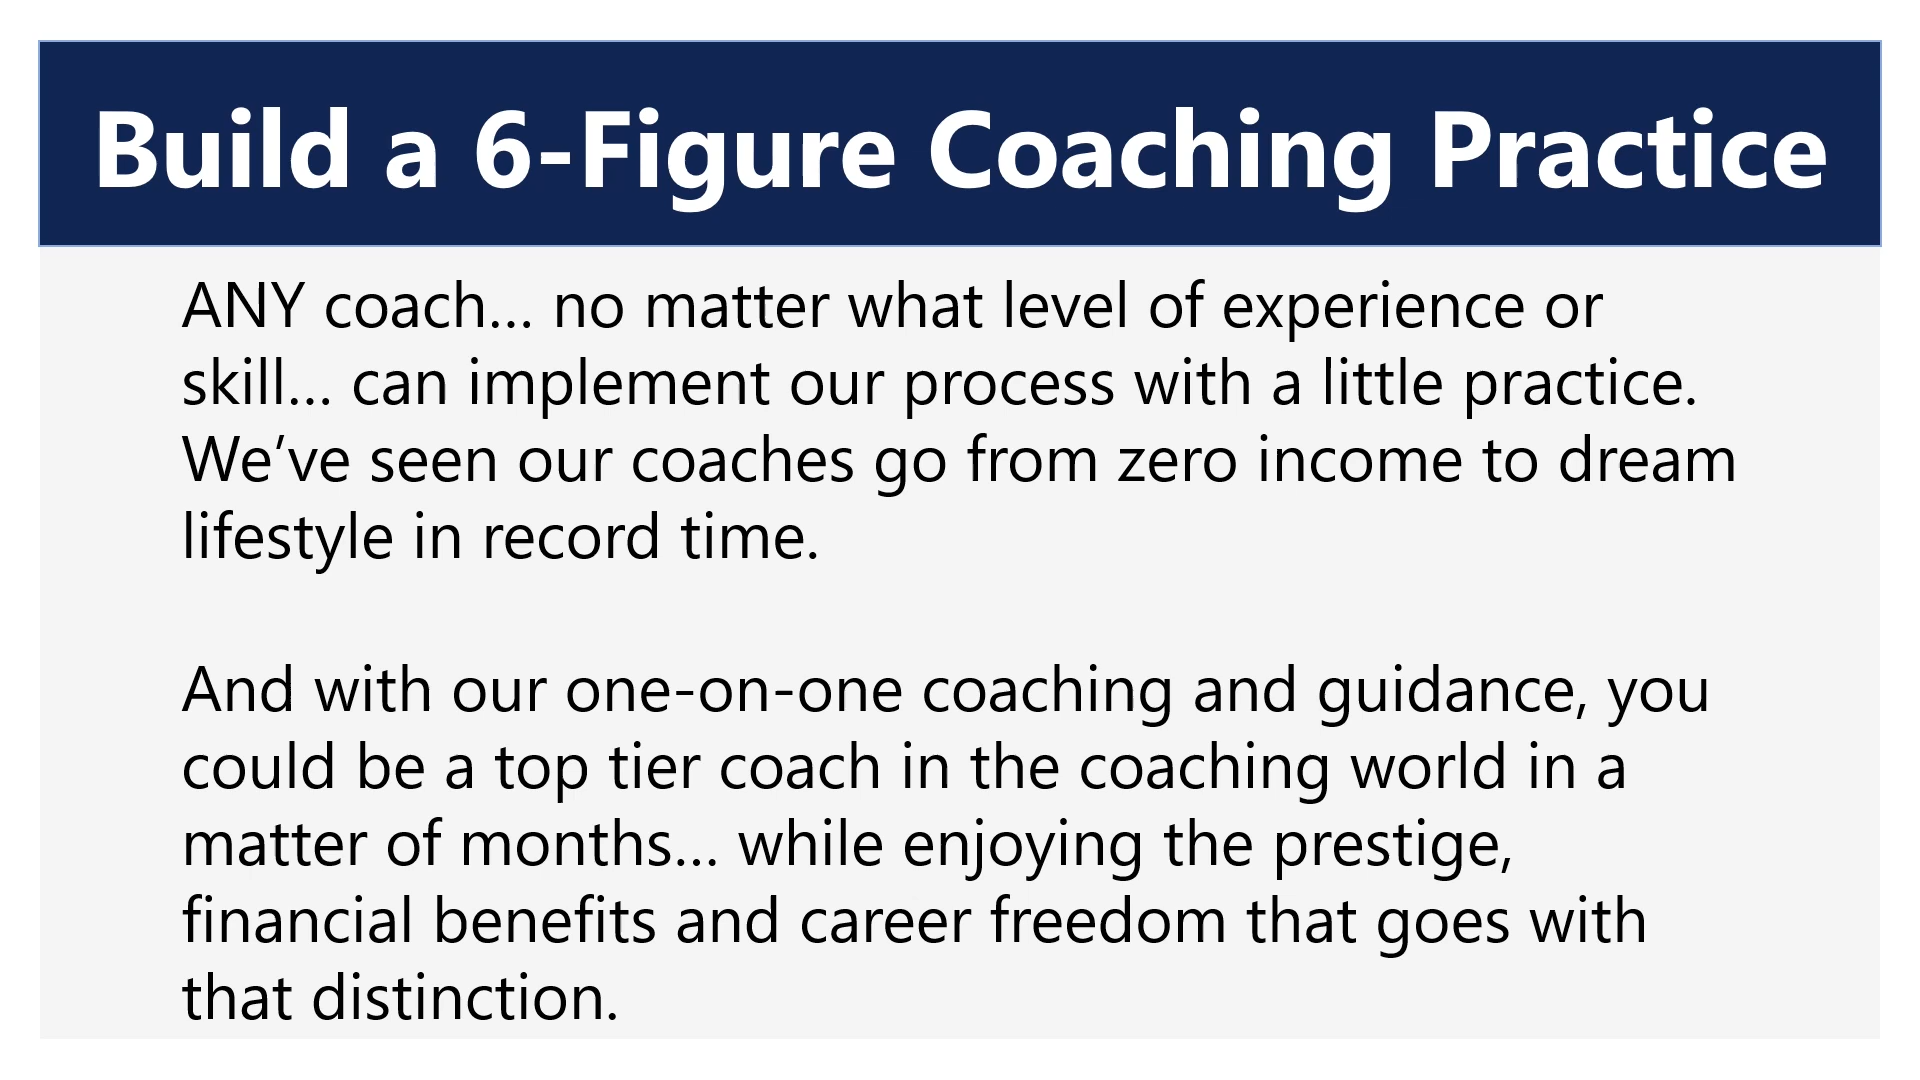 Build a 6-Figure Coaching Practice
ANY coach... no matter what level of experience or
skill... can implement our process with a little practice.
We‘ve seen our coaches go from zero income to dream
lifestyle in record time.
And with our one-on-one coaching and guidance, you
could be a top tier coach in the coaching world in a
matter of months... while enjoying the prestige,
financial benefits and career freedom that goes with
that distinction.